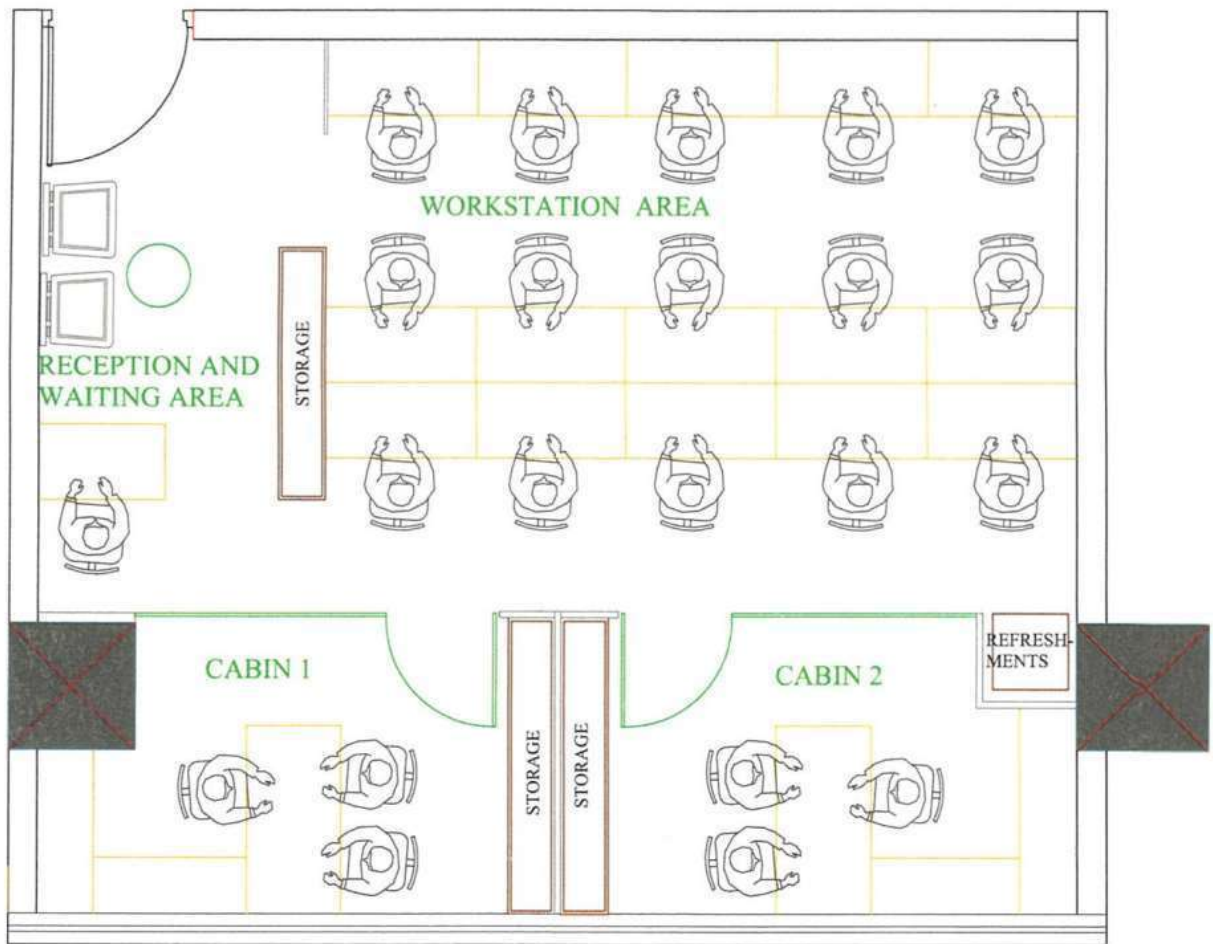 WORKSTATION AREA
STORAGE
RECEPTION AND
WAITING AREA
CABIN 1
STORAGE
STORAGE
CABIN 2
REFRESH-
MENTS